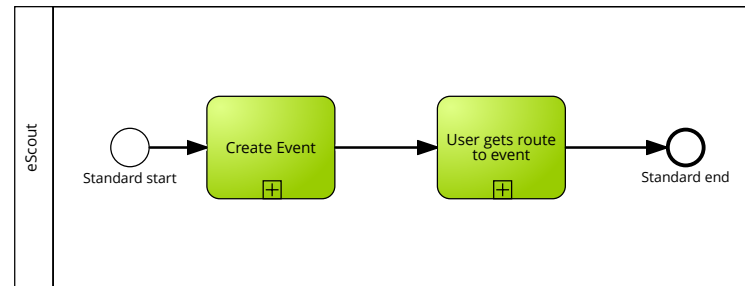 eScout
Standard start
Create Event
User gets route
to event
Standard end